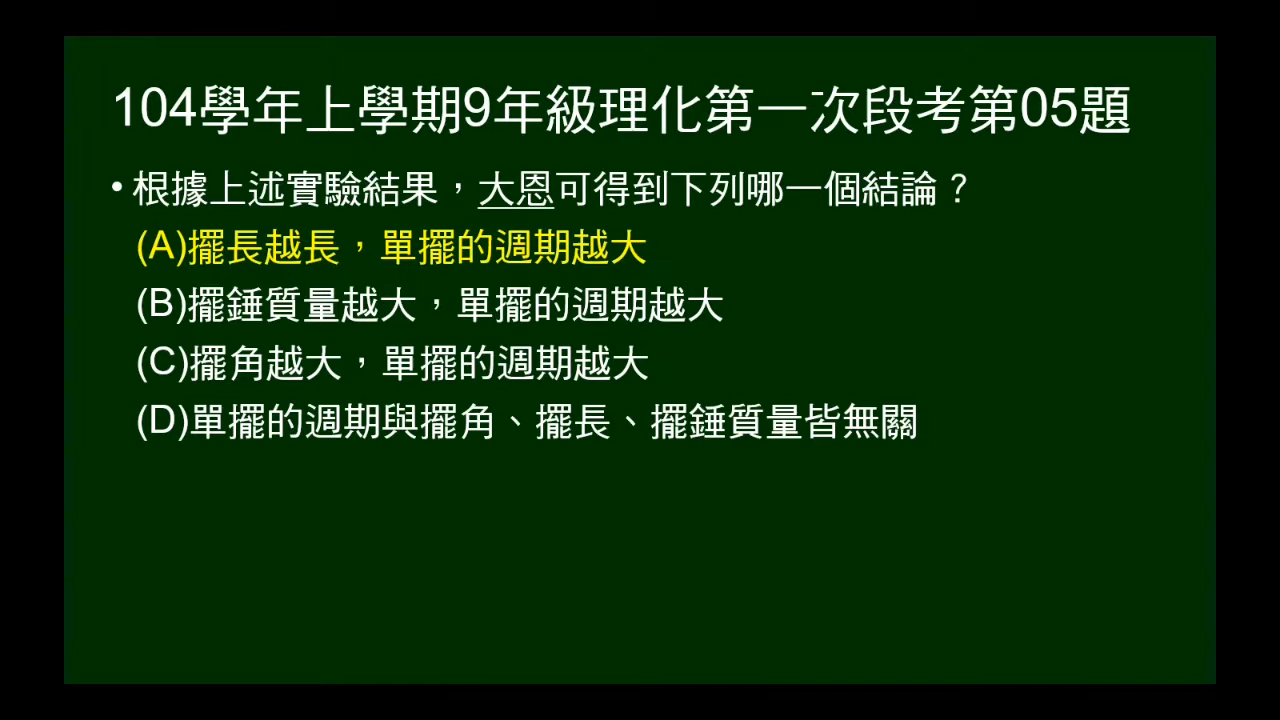 104學年上學期9年級理化第一次段考第05題
•根據上述實驗結果，大恩可得到下列哪一個結論？
(A)擺長越長，單擺的週期越大
(B)擺錘質量越大，單擺的週期越大
(C)擺角越大，單擺的週期越大
(D)單擺的週期與擺角、擺長、擺錘質量皆無關